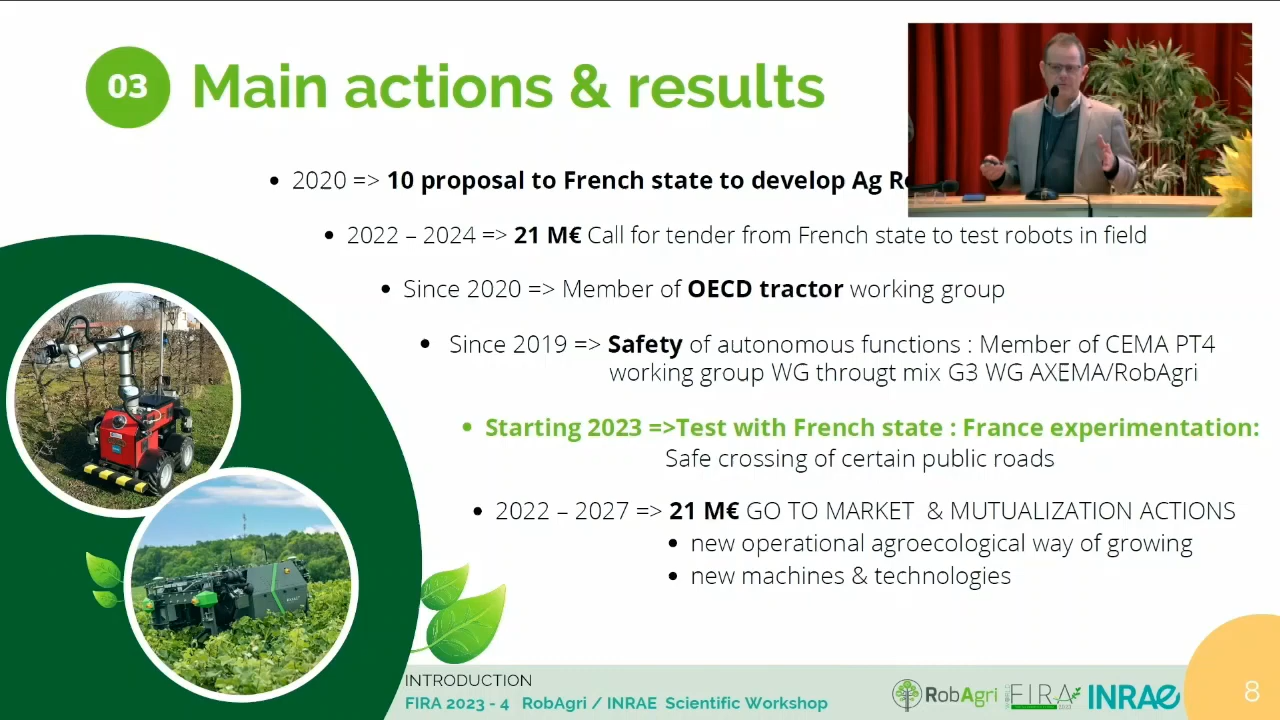 03
Main actions & results
2020 => 10 proposal to French state to develop Ag
2022 – 2024 => 21 M€ Call for tender from French state to test robots in field
Since 2020 => Member of OECD tractor working group
Since 2019 => Safety of autonomous functions : Member of CEMA PT4
working group WG througt mix G3 WG AXEMA/RobAgri
Starting 2023 =>Test with French state : France experimentation:
Safe crossing of certain public roads
2022 – 2027 => 21 M€ GO TO MARKET & MUTUALIZATION ACTIONS
new operational agroecological way of growing
new machines & technologies
INTRODUCTION
FIRA 2023 - 4 RobAgri / INRAE Scientific Workshop
RobAgri
FIRA
INRAE
8